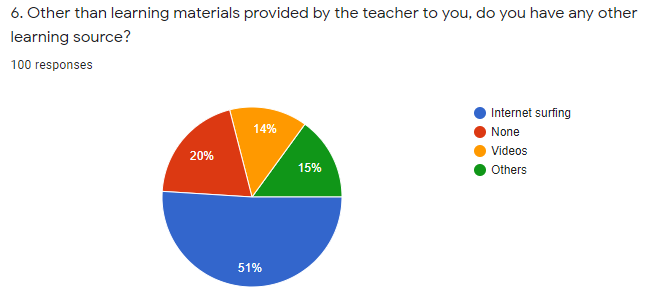 6. Other than learning materials provided by the teacher to you, do you have any other
learning source?
100 responses
14%
20%
15%
51%
Internet surfing
None
Videos
Others